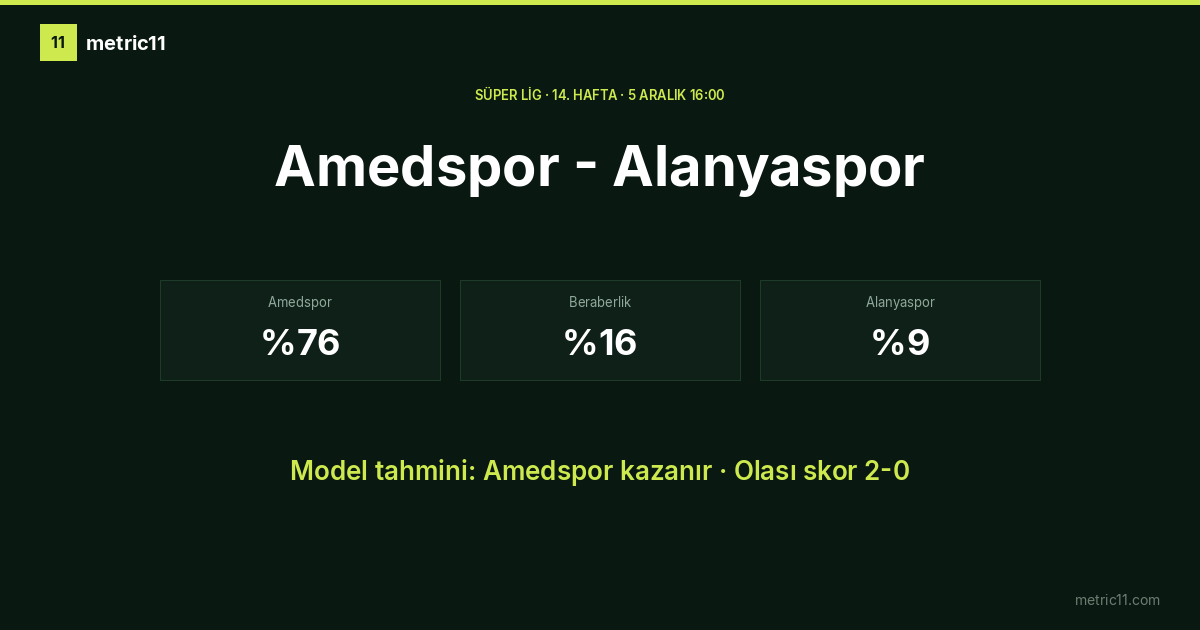 11 metric11
SÜPER LİG · 14. HAFTA · 5 ARALIK 16:00
Amedspor - Alanyaspor
Amedspor
%76
Beraberlik
%16
Alanyaspor
%9
Model tahmini: Amedspor kazanır · Olası skor 2-0
metric11.com